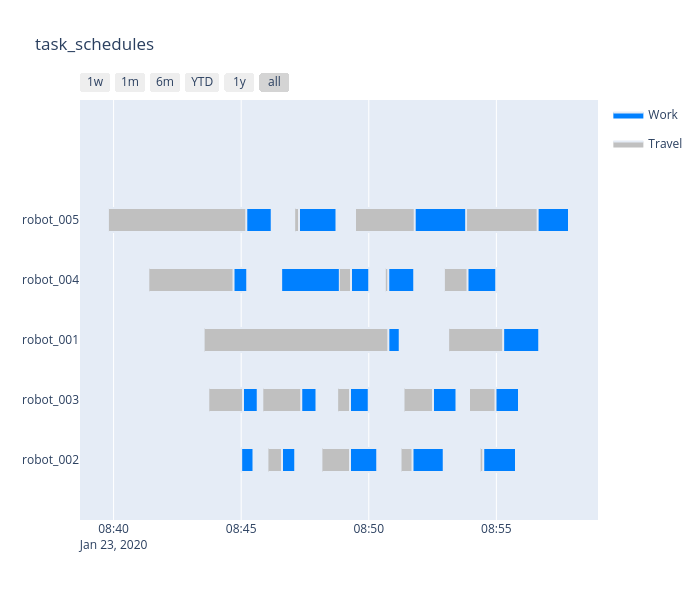 task_schedules
1w 1m 6m YTD 1y all
Work
Travel
robot_005
robot_004
robot_001
robot_003
robot_002
08:40 08:45 08:50 08:55
Jan 23, 2020